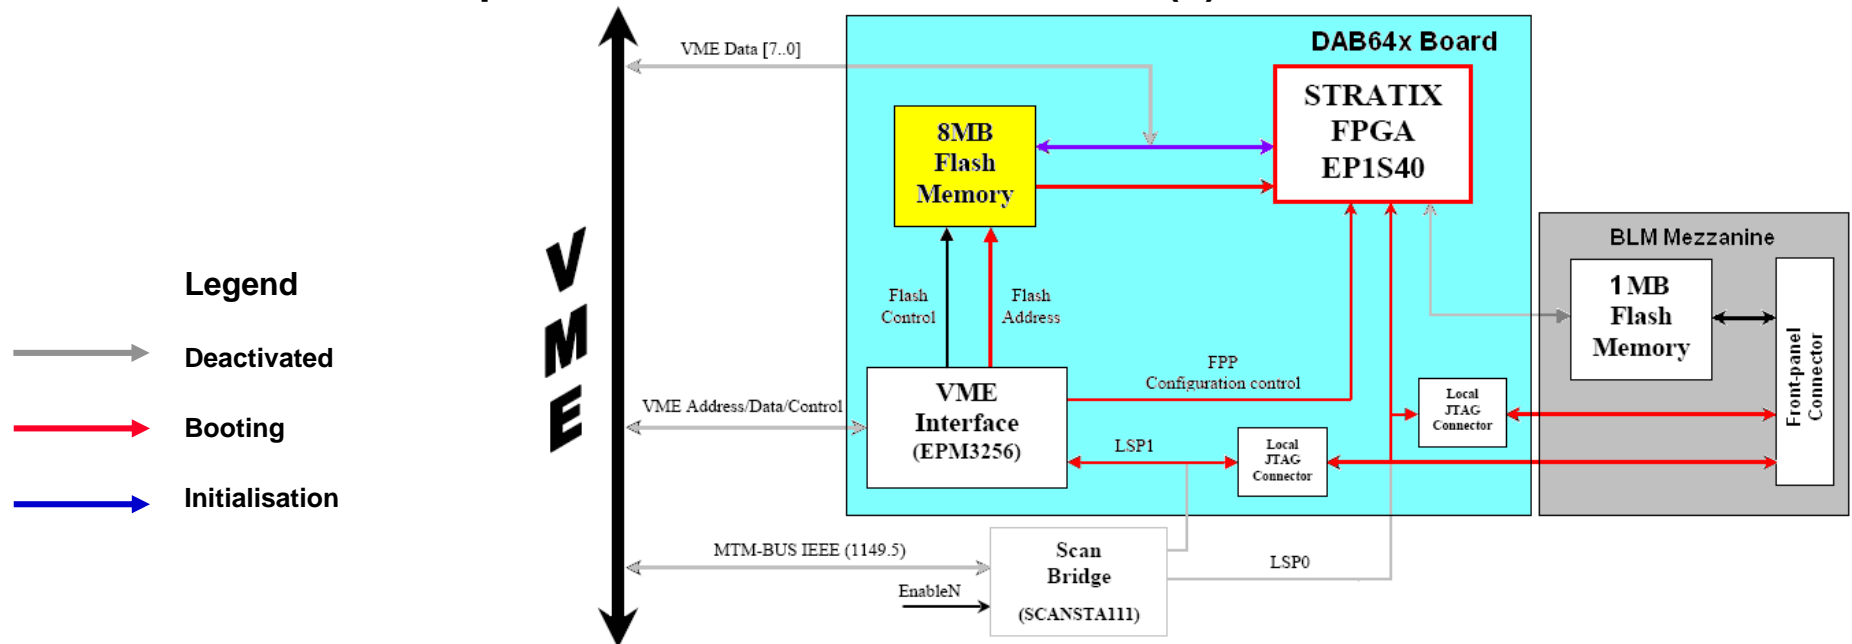 VME Data [7..0]
DAB64x Board
STRATIX
FPGA
EP1S40
8MB
Flash
Memory
BLM Mezzanine
1MB
Flash
Memory
Front-panel
Connector
VME
Legend
Deactivated
Booting
Initialisation
Flash
Control
Flash
Address
FPP
Configuration control
VME Address/Data/Control
VME
Interface
(EPM3256)
LSP1
Local
JTAG
Connector
Local
JTAG
Connector
MTM-BUS IEEE (1149.5)
EnableN
Scan
Bridge
(SCANSTA111)
LSP0